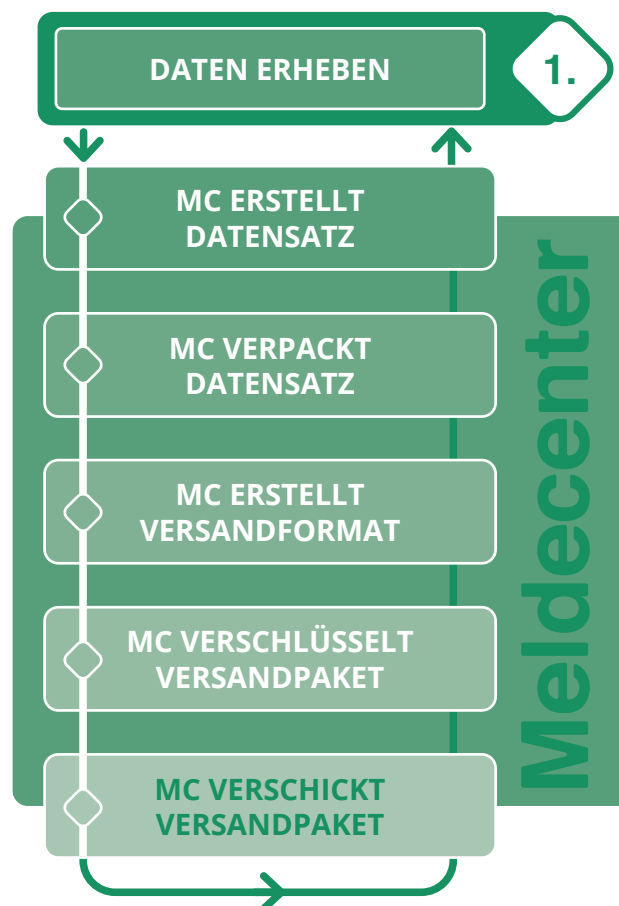 DATEN ERHEBEN
1.
MC ERSTELLT
DATENSATZ
MC VERPACKT
DATENSATZ
MC ERSTELLT
VERSANDFORMAT
MC VERSCHLÜSSELT
VERSANDPAKET
MC VERSCHICKT
VERSANDPAKET
Meldecenter